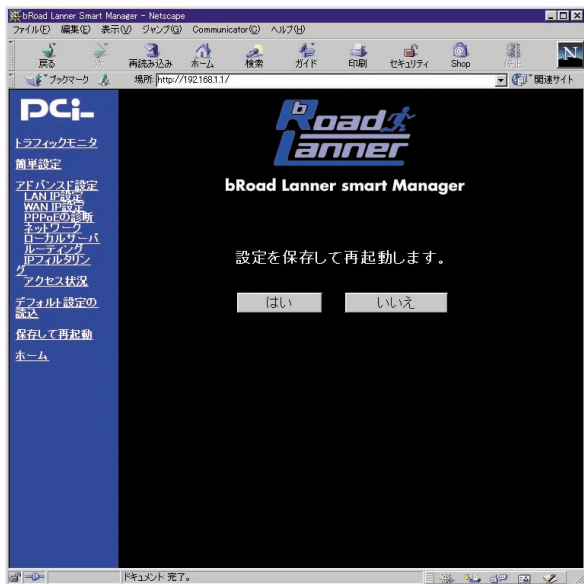 bRoad Lanner Smart Manager - Netscape
ファイル(F) 編集(E) 表示(V) ジャンプ(G) Communicator(C) ヘルプ(H)
戻る 次へ 再読み込み ホーム 検索 ガイド 印刷 セキュリティ Shop 停止
ブックマーク 場所: http://192.168.1.1/ 関連サイト
N
PCi
トラフィックモニタ
簡単設定
アドバンスド設定
LAN IP設定
WAN IP設定
PPPoEの診断
ネットワーク
ローカルサーバ
ルーティング
IPフィルタリン
グ
アクセス状況
デフォルト設定の
読込
保存して再起動
ホーム
bRoad
Lanner
bRoad Lanner smart Manager
設定を保存して再起動します。
はい いいえ
ドキュメント: 完了。